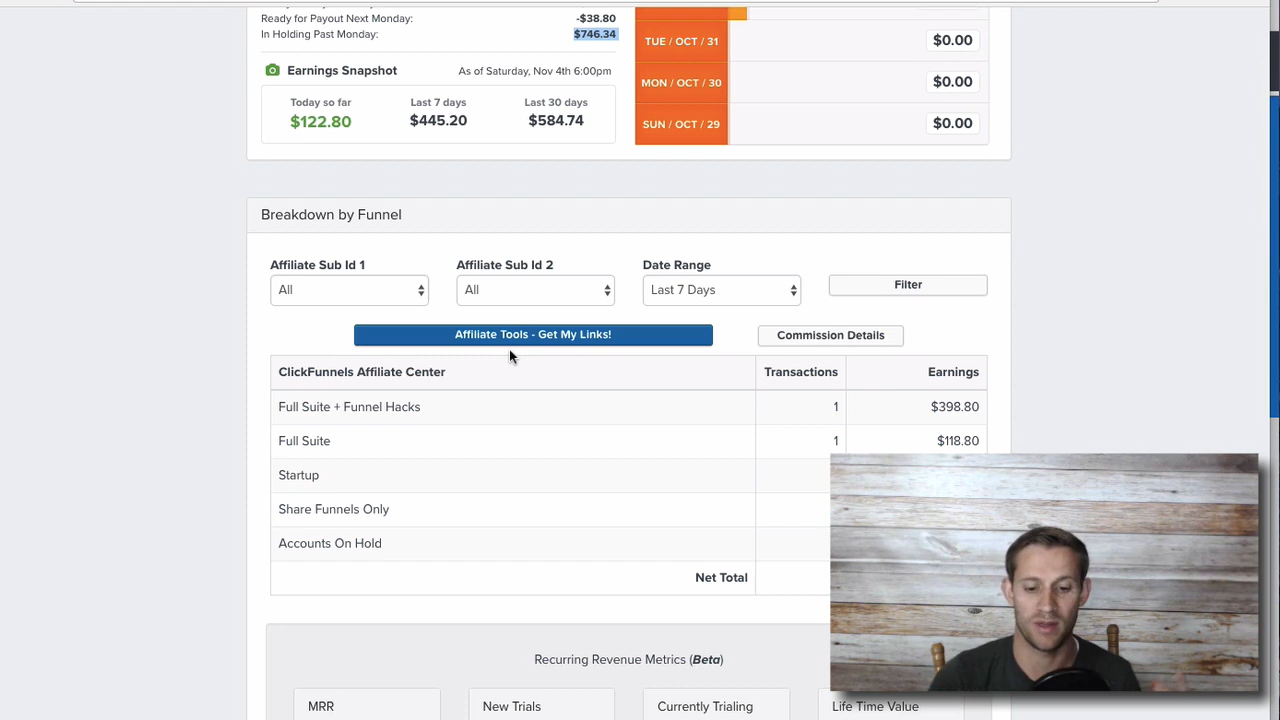 Ready for Payout Next Monday: -$38.80
In Holding Past Monday: $746.34
Earnings Snapshot As of Saturday, Nov 4th 6:00pm
Today so far Last 7 days Last 30 days
$122.80 $445.20 $584.74
TUE / OCT / 31 $0.00
MON / OCT / 30 $0.00
SUN / OCT / 29 $0.00
Breakdown by Funnel
Affiliate Sub Id 1 Affiliate Sub Id 2 Date Range
All All Last 7 Days Filter
Affiliate Tools - Get My Links! Commission Details
ClickFunnels Affiliate Center Transactions Earnings
Full Suite + Funnel Hacks 1 $398.80
Full Suite 1 $118.80
Startup
Share Funnels Only
Accounts On Hold
Net Total
Recurring Revenue Metrics (Beta)
MRR New Trials Currently Trialing Life Time Value